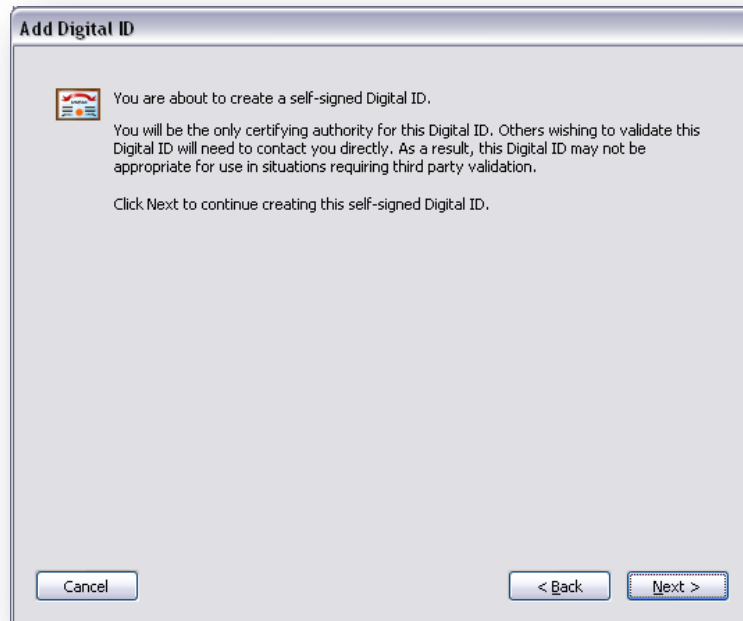 Add Digital ID
You are about to create a self-signed Digital ID.
You will be the only certifying authority for this Digital ID. Others wishing to validate this
Digital ID will need to contact you directly. As a result, this Digital ID may not be
appropriate for use in situations requiring third party validation.
Click Next to continue creating this self-signed Digital ID.
Cancel
< Back
Next >